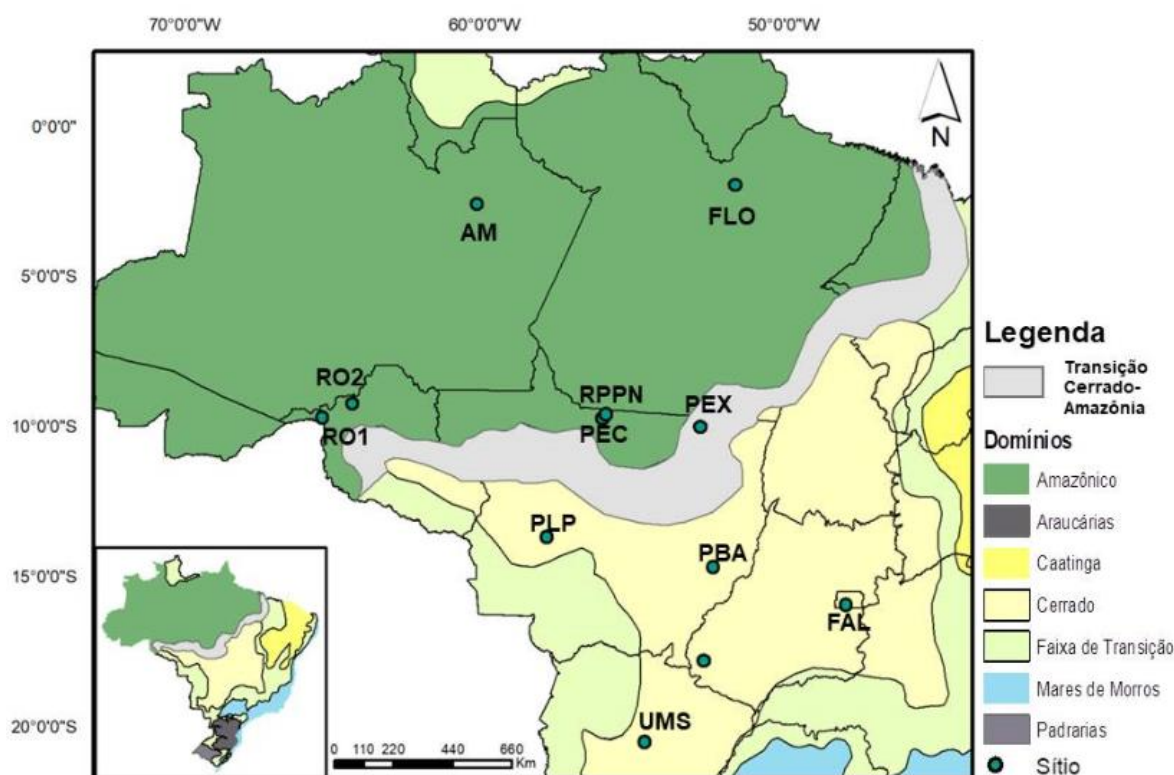 70°0'0"W 60°0'0"W 50°0'0"W
0°0'0"
N
FLO
AM
5°0'0"S
Legenda
Transição
Cerrado-
Amazônia
RO2
RPPN
PEX
10°0'0"S
RO1
PEC
Domínios
Amazônico
PLP
Araucárias
PBA
Caatinga
15°0'0"S
Cerrado
FAL
Faixa de Transição
Mares de Morros
UMS
20°0'0"S
Padrarias
0 110 220 440 660
Km
Sítio